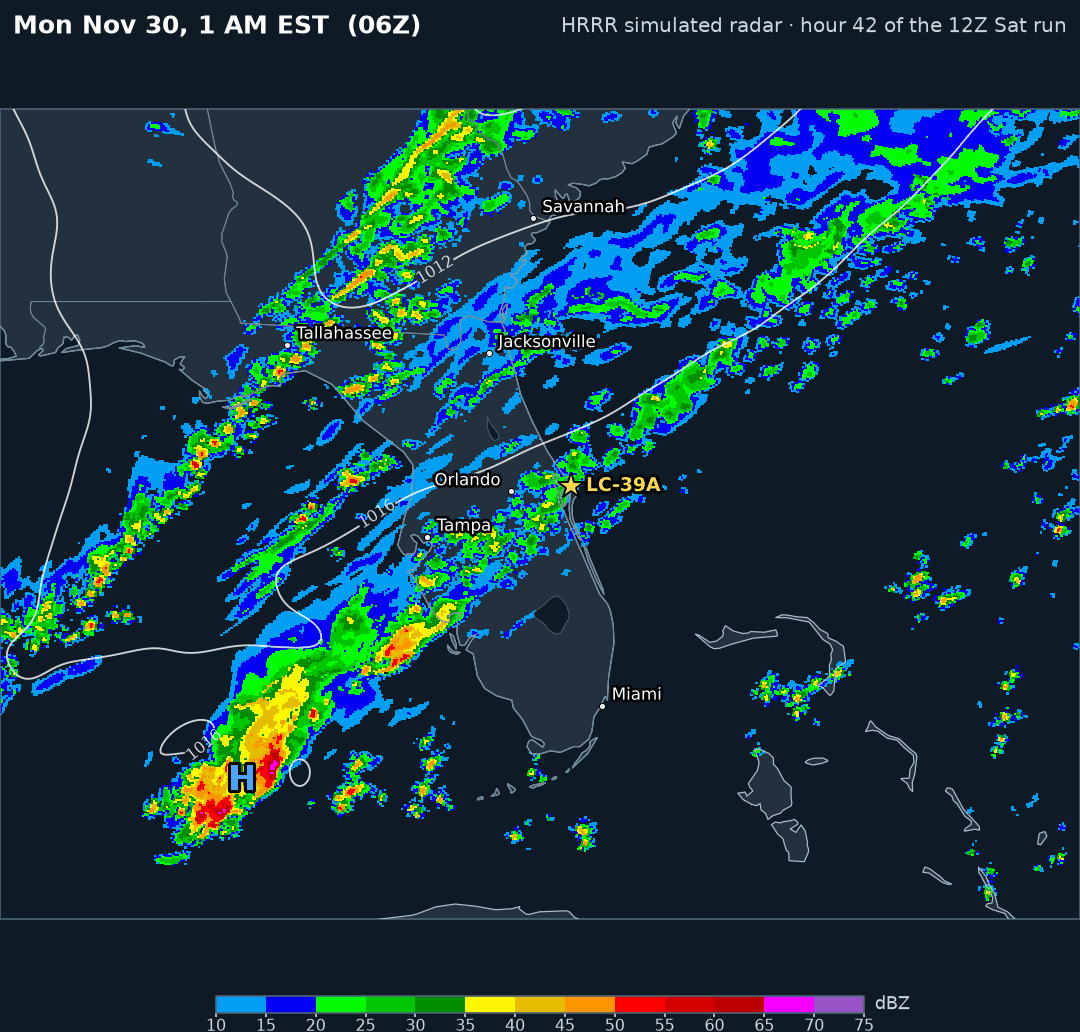 Mon Nov 30, 1 AM EST (06Z)
HRRR simulated radar · hour 42 of the 12Z Sat run
Savannah
1012
Tallahassee
Jacksonville
Orlando
LC-39A
1016
Tampa
Miami
1016
H
dBZ
10 15 20 25 30 35 40 45 50 55 60 65 70 75